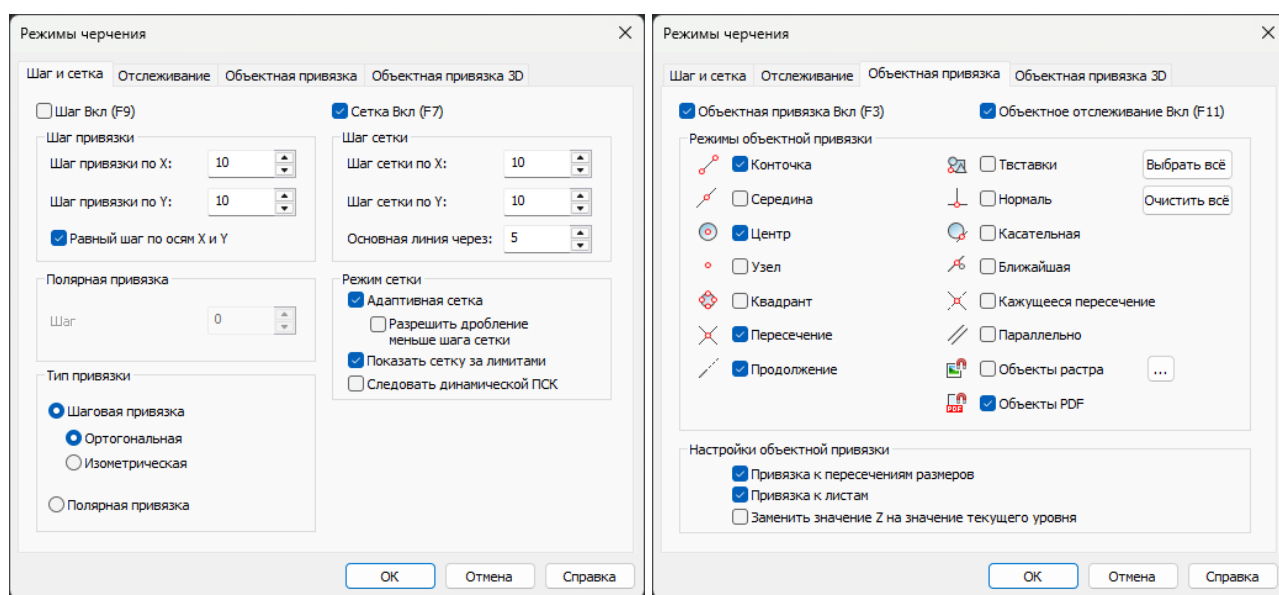 Режимы черчения
Шаг и сетка Отслеживание Объектная привязка Объектная привязка 3D
Шаг Вкл (F9)
Шаг привязки
Шаг привязки по X: 10
Шаг привязки по Y: 10
Равный шаг по осям X и Y
Полярная привязка
Шаг 0
Тип привязки
Шаговая привязка
Ортогональная
Изометрическая
Полярная привязка
Сетка Вкл (F7)
Шаг сетки
Шаг сетки по X: 10
Шаг сетки по Y: 10
Основная линия через: 5
Режим сетки
Адаптивная сетка
Разрешить дробление
меньше шага сетки
Показать сетку за лимитами
Следовать динамической ПСК
ОК Отмена Справка
Режимы черчения
Шаг и сетка Отслеживание Объектная привязка Объектная привязка 3D
Объектная привязка Вкл (F3) Объектное отслеживание Вкл (F11)
Режимы объектной привязки
Конточка Твставки Выбрать всё
Середина Нормаль Очистить всё
Центр Касательная
Узел Ближайшая
Квадрант Кажущееся пересечение
Пересечение Параллельно
Продолжение Объекты растра ...
PDF Объекты PDF
Настройки объектной привязки
Привязка к пересечениям размеров
Привязка к листам
Заменить значение Z на значение текущего уровня
ОК Отмена Справка